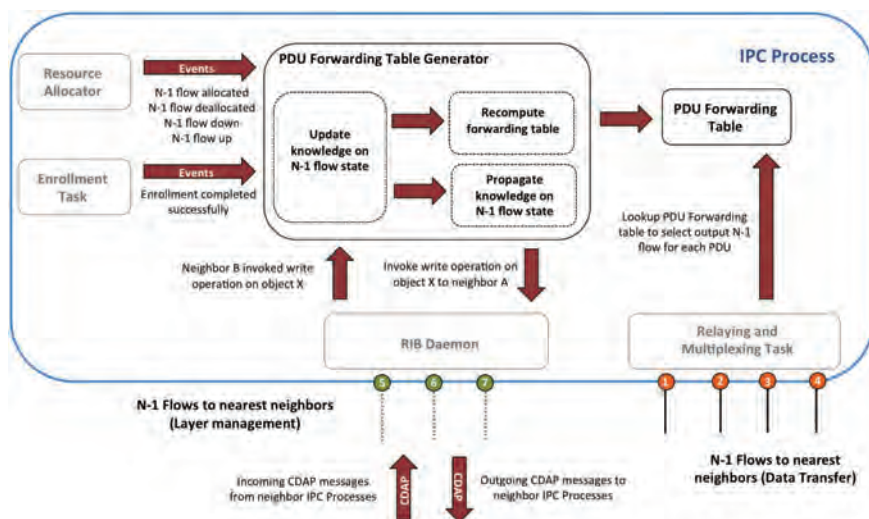 IPC Process
PDU Forwarding Table Generator
Resource
Allocator
Events
N-1 flow allocated
N-1 flow deallocated
N-1 flow down
N-1 flow up
Enrollment
Task
Events
Enrollment completed
successfully
Update
knowledge on
N-1 flow state
Recompute
forwarding table
Propagate
knowledge on
N-1 flow state
PDU Forwarding
Table
Lookup PDU Forwarding
table to select output N-1
flow for each PDU
Neighbor B invoked write
operation on object X
Invoke write operation on
object X to neighbor A
RIB Daemon
Relaying and
Multiplexing Task
5
6
7
1
2
3
4
N-1 Flows to nearest neighbors
(Layer management)
N-1 Flows to nearest
neighbors (Data Transfer)
Incoming CDAP messages
from neighbor IPC Processes
CDAP
CDAP
Outgoing CDAP messages to
neighbor IPC Processes